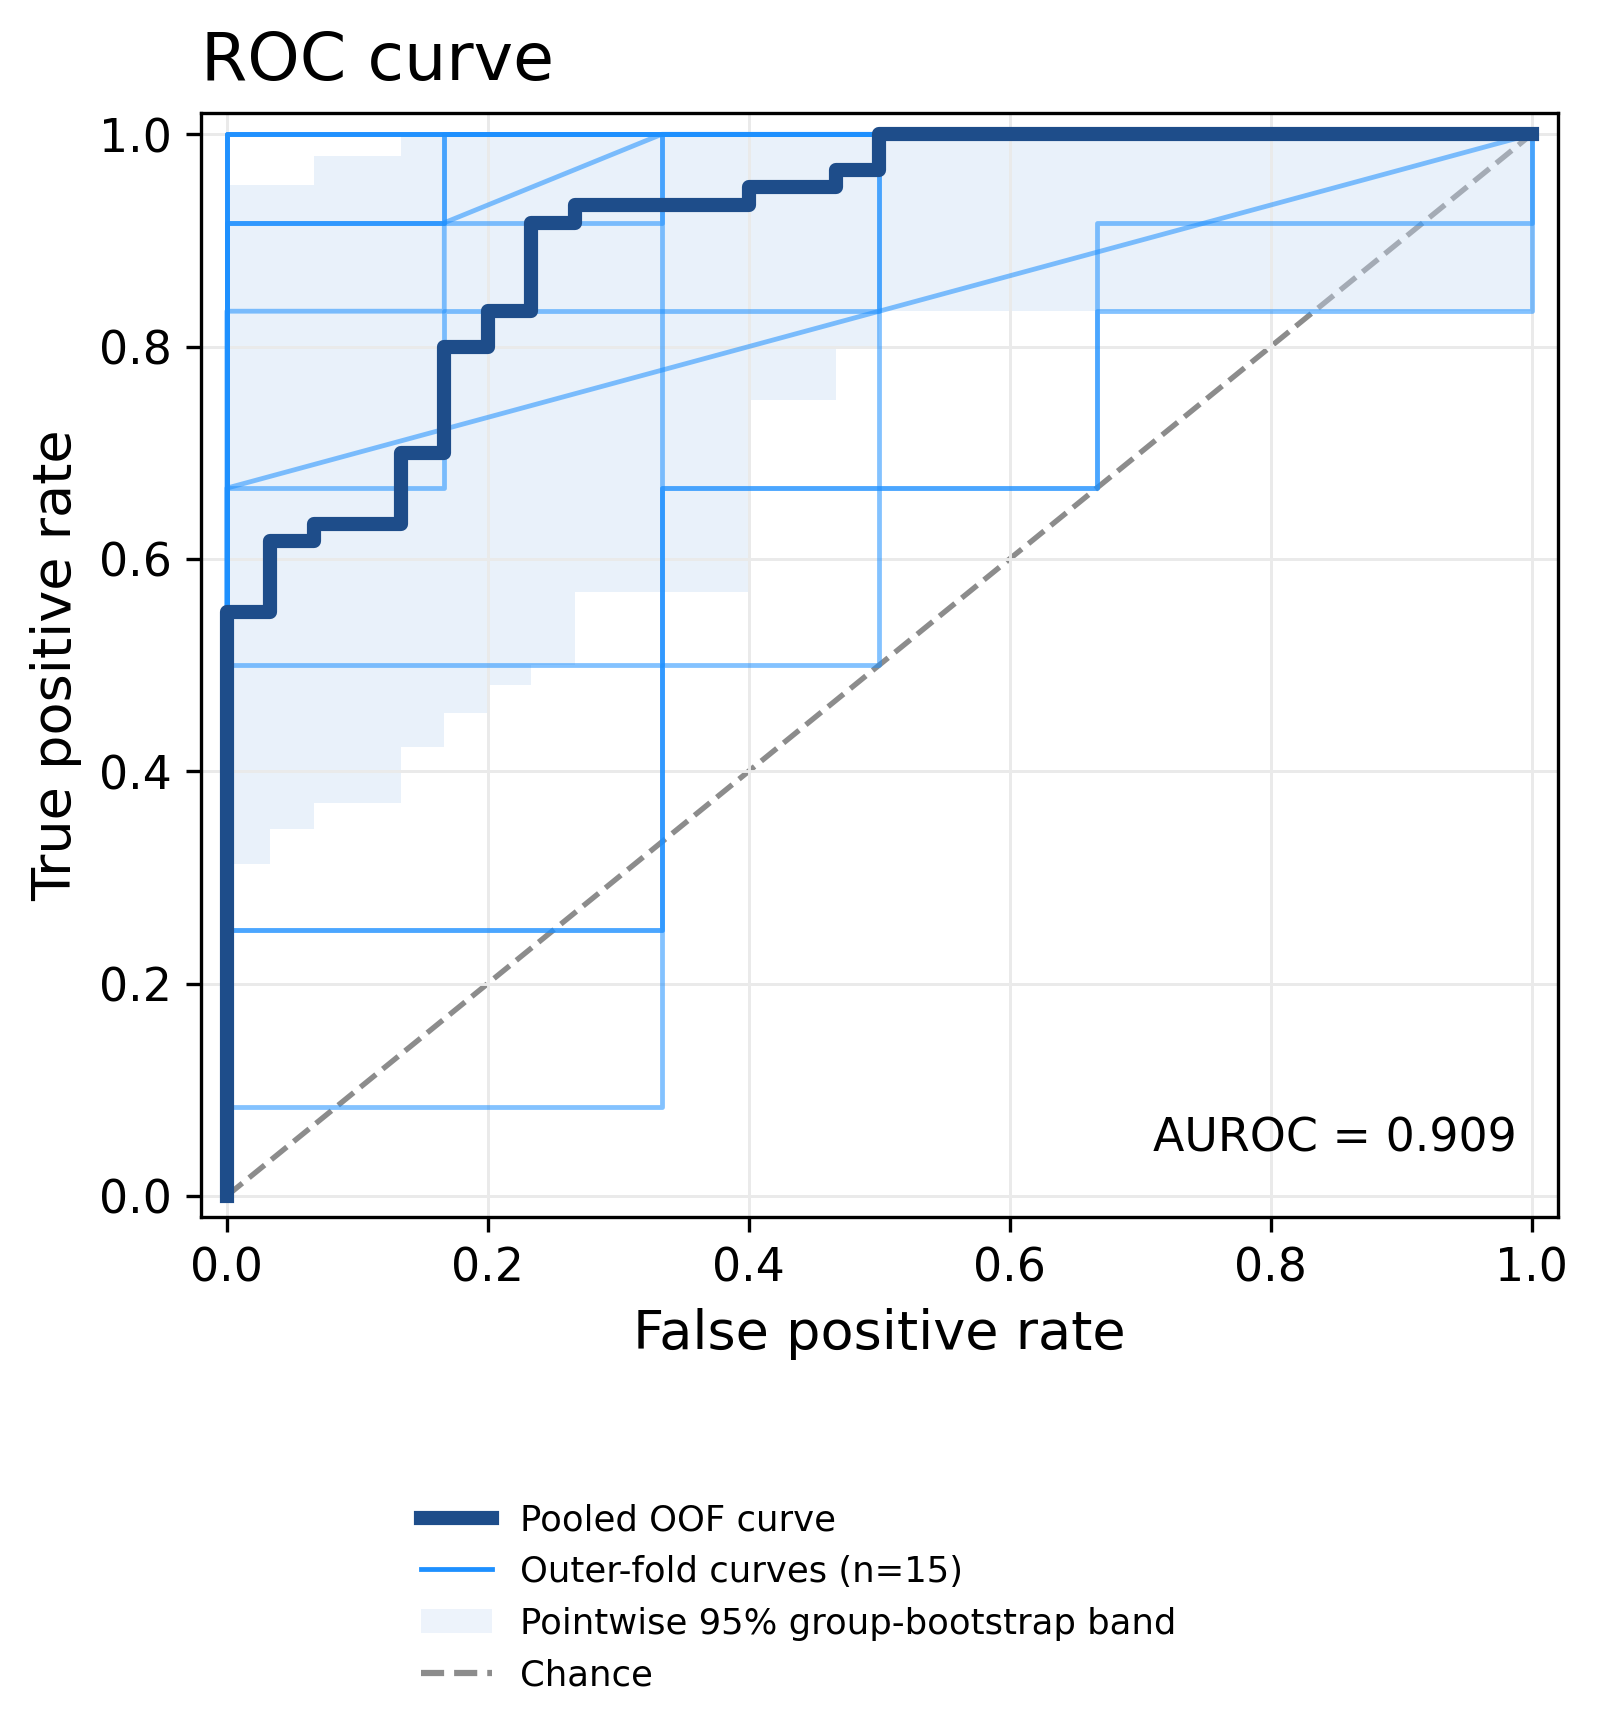 ROC curve
1.0
0.8
0.6
0.4
0.2
0.0
True positive rate
AUROC = 0.909
0.0 0.2 0.4 0.6 0.8 1.0
False positive rate
Pooled OOF curve
Outer-fold curves (n=15)
Pointwise 95% group-bootstrap band
Chance